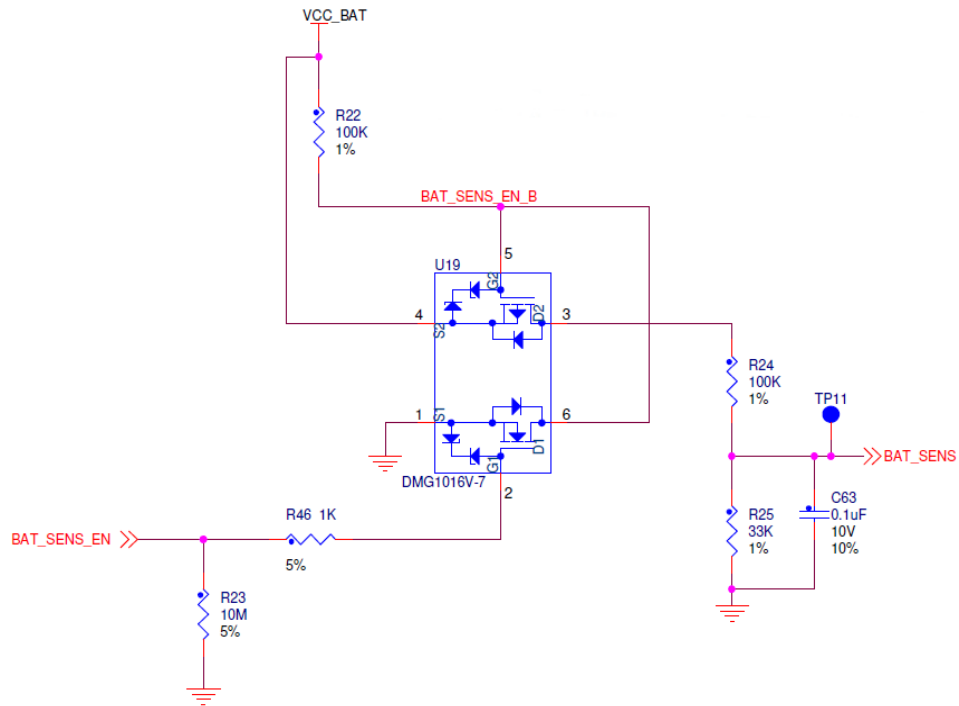 VCC_BAT
R22
100K
1%
BAT_SENS_EN_B
5
U19
G2
4
S2
D2
3
R24
100K
1%
TP11
1
S1
6
D1
G1
BAT_SENS
DMG1016V-7
2
C63
0.1uF
10V
10%
R25
33K
1%
R46 1K
BAT_SENS_EN
5%
R23
10M
5%